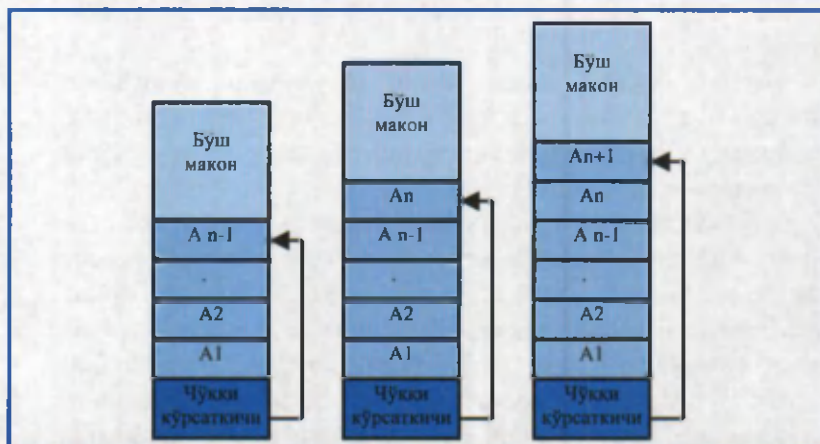 Бўш
макон
А n-1
.
А2
А1
Чўкки
кўрсаткичи
Бўш
макон
Аn
А n-1
.
А2
А1
Чўкки
кўрсаткичи
Бўш
макон
Аn+1
Аn
А n-1
.
А2
А1
Чўкки
кўрсаткичи